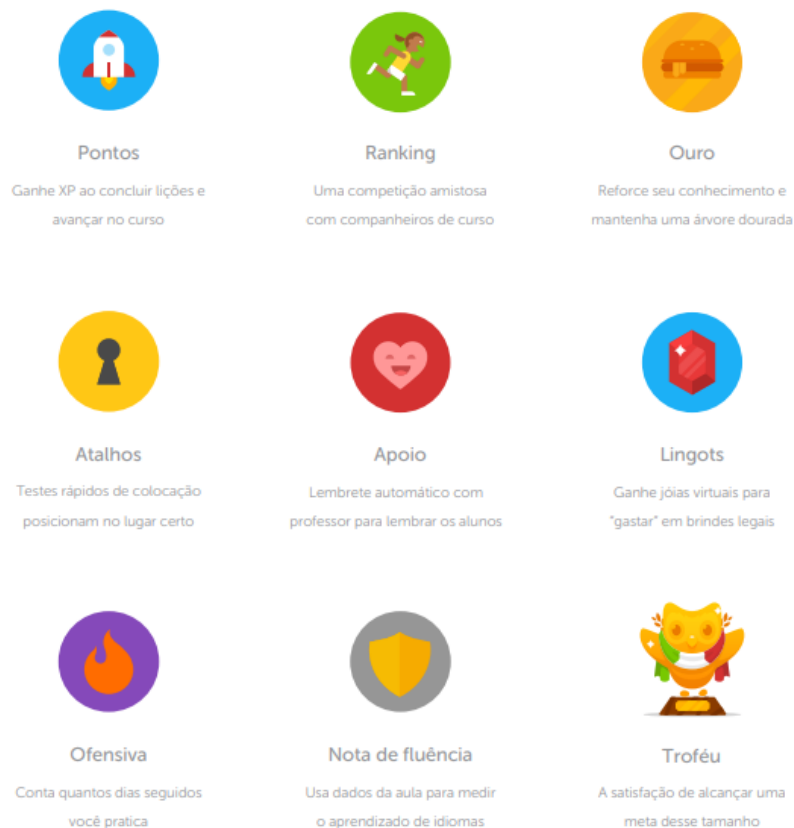 Pontos
Ganhe XP ao concluir lições e
avançar no curso
Ranking
Uma competição amistosa
com companheiros de curso
Ouro
Reforce seu conhecimento e
mantenha uma árvore dourada
Atalhos
Testes rápidos de colocação
posicionam no lugar certo
Apoio
Lembrete automático com
professor para lembrar os alunos
Lingots
Ganhe jóias virtuais para
"gastar" em brindes legais
Ofensiva
Conta quantos dias seguidos
você pratica
Nota de fluência
Usa dados da aula para medir
o aprendizado de idiomas
Troféu
A satisfação de alcançar uma
meta desse tamanho